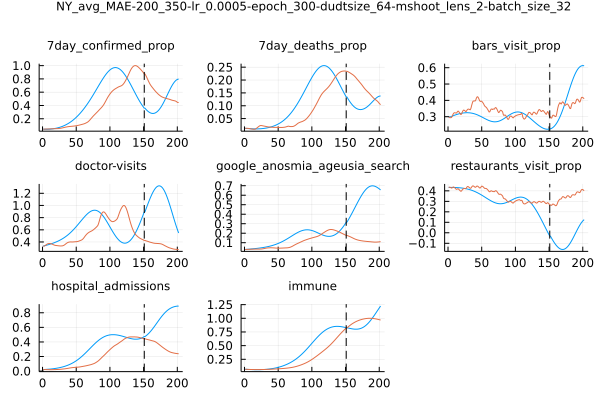 NY_avg_MAE-200_350-lr_0.0005-epoch_300-dudtsize_64-mshoot_lens_2-batch_size_32
7day_confirmed_prop 7day_deaths_prop bars_visit_prop
1.0 0.25 0.6
0.8 0.20 0.5
0.6 0.15 0.4
0.4 0.10 0.3
0.2 0.05
0 50 100 150 200 0 50 100 150 200 0 50 100 150 200
doctor-visits google_anosmia_ageusia_search restaurants_visit_prop
1.2 0.7 0.4
1.0 0.6 0.3
0.8 0.5 0.2
0.6 0.4 0.1
0.4 0.3 0.0
0.2 −0.1
0.1
0 50 100 150 200 0 50 100 150 200 0 50 100 150 200
hospital_admissions immune
0.8 1.25
0.6 1.00
0.4 0.75
0.2 0.50
0.0 0.25
0 50 100 150 200 0 50 100 150 200